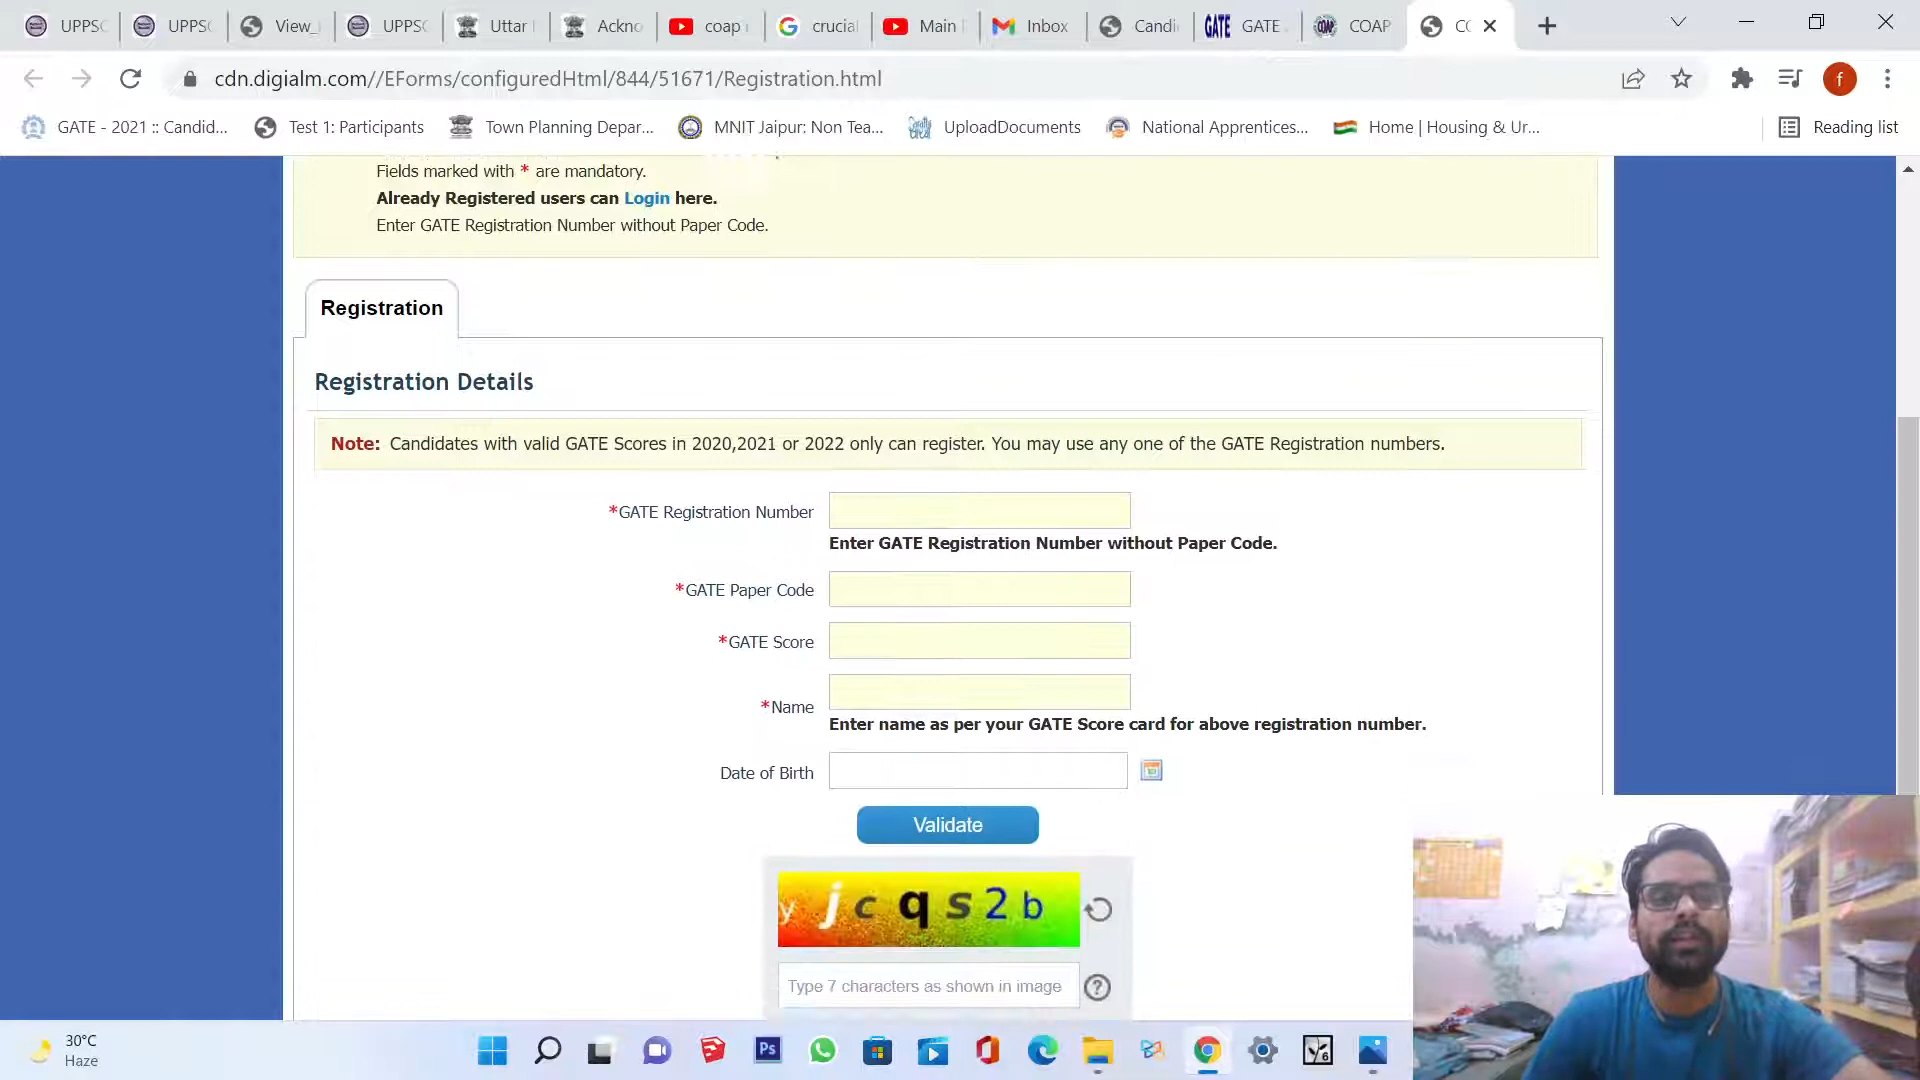 UPPSC
UPPSC
View_
UPPSC
Uttar
Ackno
coap
crucial
Main
Inbox
Candi
GATE GATE
COAP
CO
cdn.digialm.com//EForms/configuredHtml/844/51671/Registration.html
f
GATE - 2021 :: Candid...
Test 1: Participants
Town Planning Depar...
MNIT Jaipur: Non Tea...
UploadDocuments
National Apprentices...
Home | Housing & Ur...
Reading list
Fields marked with * are mandatory.
Already Registered users can Login here.
Enter GATE Registration Number without Paper Code.
Registration
Registration Details
Note: Candidates with valid GATE Scores in 2020,2021 or 2022 only can register. You may use any one of the GATE Registration numbers.
*GATE Registration Number
Enter GATE Registration Number without Paper Code.
*GATE Paper Code
*GATE Score
*Name
Enter name as per your GATE Score card for above registration number.
Date of Birth
Validate
y j c q s 2 b
Type 7 characters as shown in image
?
30°C
Haze
Ps